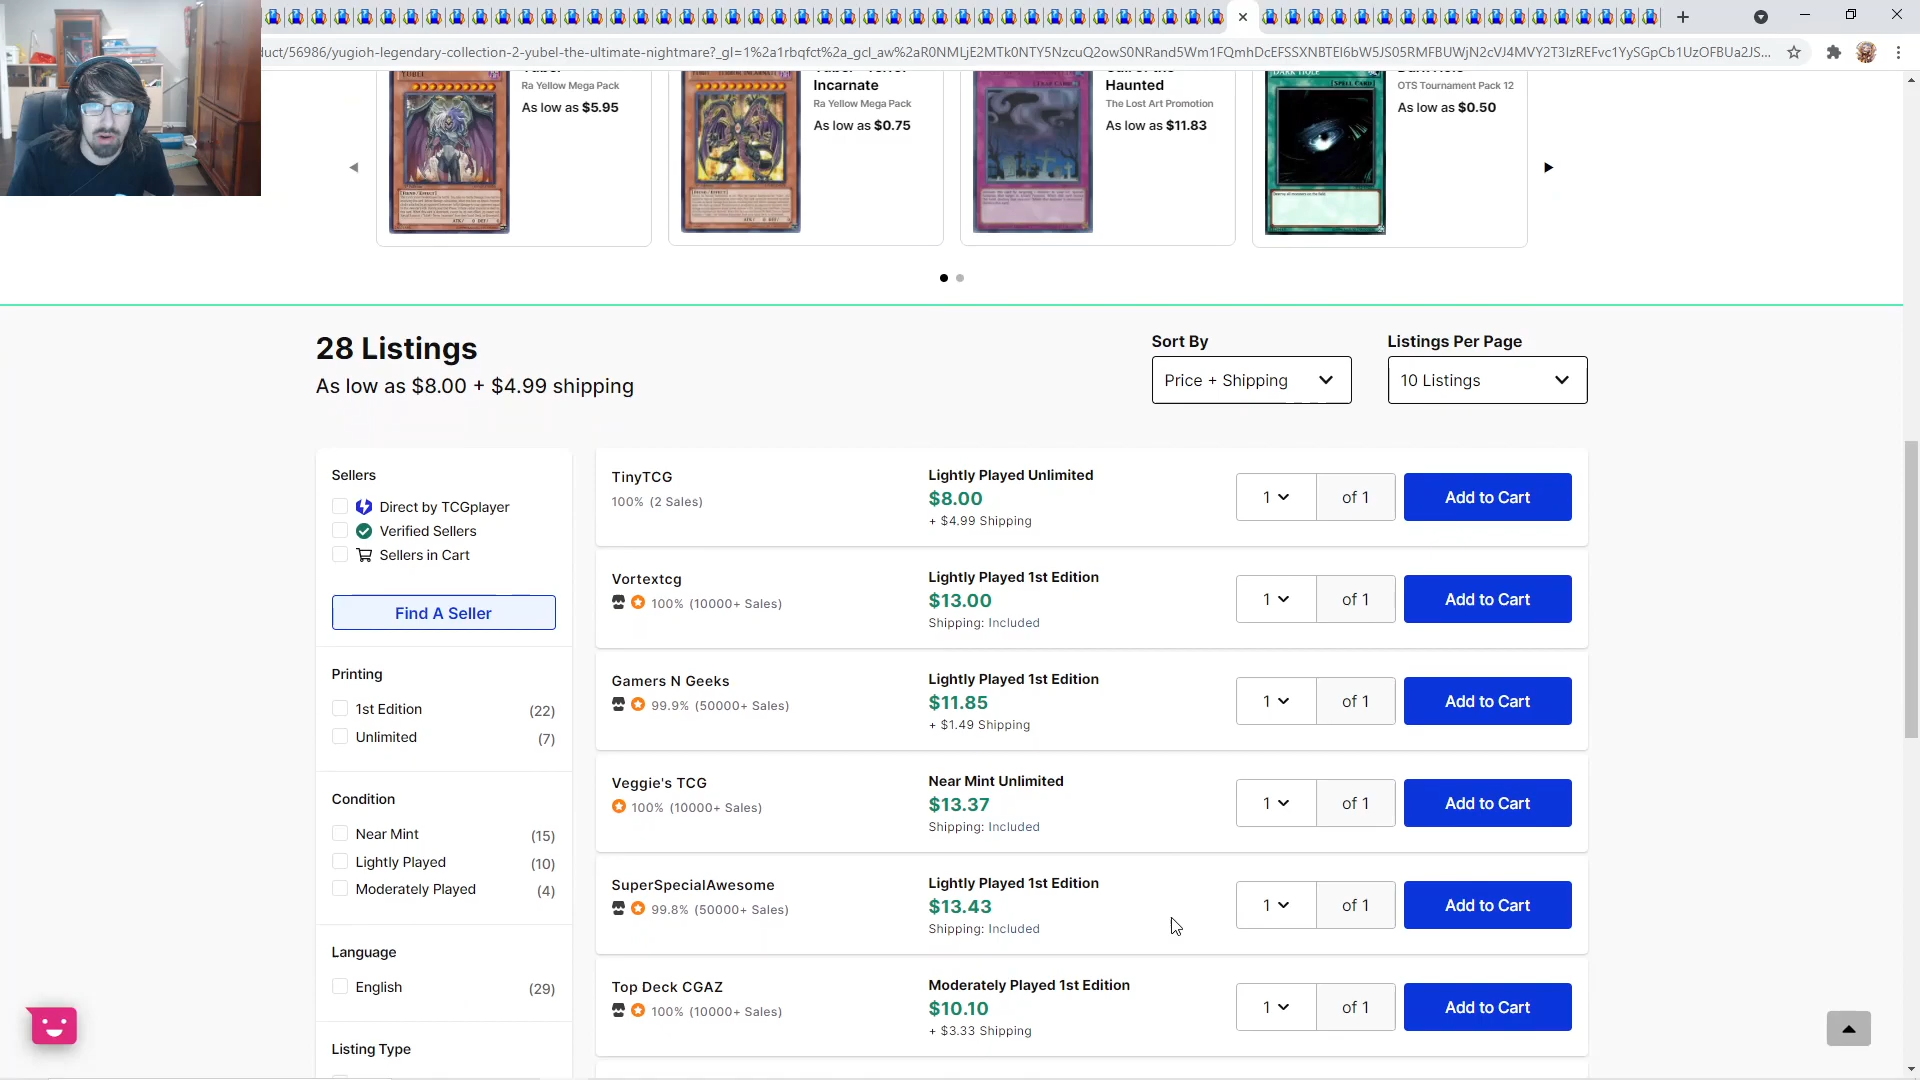 duct/56986/yugioh-legendary-collection-2-yubel-the-ultimate-nightmare?_gl=1%2a1rbqfct%2a_gcl_aw%2aR0NMLjE2MTk0NTY5NzcuQ2owS0NRand5Wm1FQmhDcEFSSXNBTEI6bW5JS05RMFBUWjN2cVJ4MVY2T3IzREFvc1YySGpCb1UzOFBUa2JS...
YUBEL
Ra Yellow Mega Pack
As low as $5.95
Incarnate
Ra Yellow Mega Pack
As low as $0.75
Haunted
The Lost Art Promotion
As low as $11.83
DARK HOLE
[SPELL CARD]
OTS Tournament Pack 12
As low as $0.50
28 Listings
As low as $8.00 + $4.99 shipping
Sort By
Price + Shipping
Listings Per Page
10 Listings
Sellers
Direct by TCGplayer
Verified Sellers
Sellers in Cart
Find A Seller
Printing
1st Edition (22)
Unlimited (7)
Condition
Near Mint (15)
Lightly Played (10)
Moderately Played (4)
Language
English (29)
Listing Type
TinyTCG
100% (2 Sales)
Lightly Played Unlimited
$8.00
+ $4.99 Shipping
1 of 1
Add to Cart
Vortextcg
100% (10000+ Sales)
Lightly Played 1st Edition
$13.00
Shipping: Included
1 of 1
Add to Cart
Gamers N Geeks
99.9% (50000+ Sales)
Lightly Played 1st Edition
$11.85
+ $1.49 Shipping
1 of 1
Add to Cart
Veggie's TCG
100% (10000+ Sales)
Near Mint Unlimited
$13.37
Shipping: Included
1 of 1
Add to Cart
SuperSpecialAwesome
99.8% (50000+ Sales)
Lightly Played 1st Edition
$13.43
Shipping: Included
1 of 1
Add to Cart
Top Deck CGAZ
100% (10000+ Sales)
Moderately Played 1st Edition
$10.10
+ $3.33 Shipping
1 of 1
Add to Cart